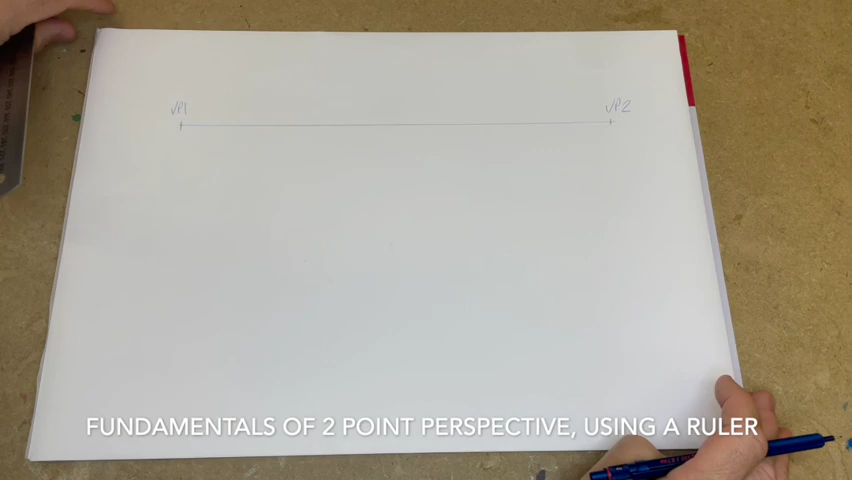 VP1 VP2
FUNDAMENTALS OF 2 POINT PERSPECTIVE, USING A RULER